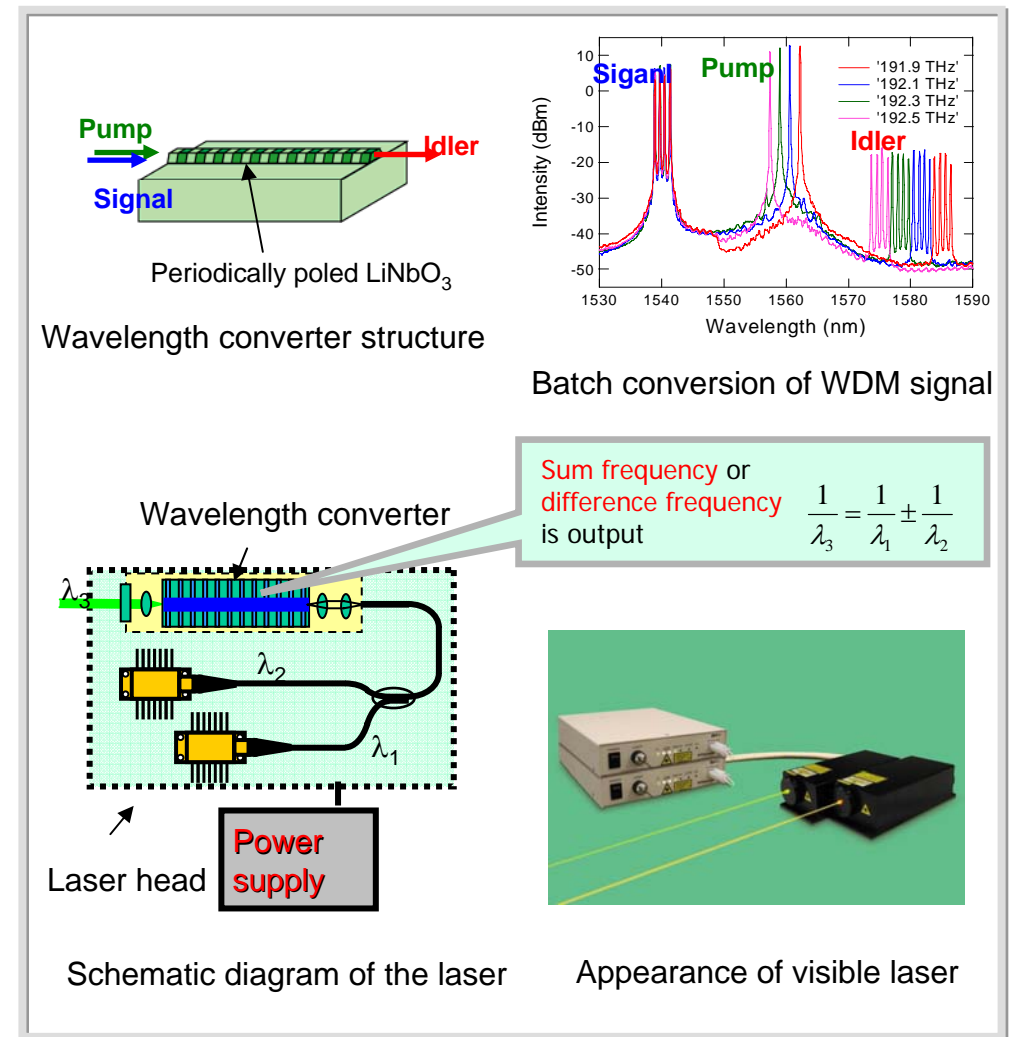 Pump
Signal
Idler
Periodically poled LiNbO3
Wavelength converter structure
Intensity (dBm)
10
0
-10
-20
-30
-40
-50
Siganl
Pump
Idler
'191.9 THz'
'192.1 THz'
'192.3 THz'
'192.5 THz'
1530 1540 1550 1560 1570 1580 1590
Wavelength (nm)
Batch conversion of WDM signal
Sum frequency or
difference frequency
is output
1/λ3 = 1/λ1 ± 1/λ2
Wavelength converter
λ3
λ2
λ1
Laser head
Power
supply
Schematic diagram of the laser
Appearance of visible laser